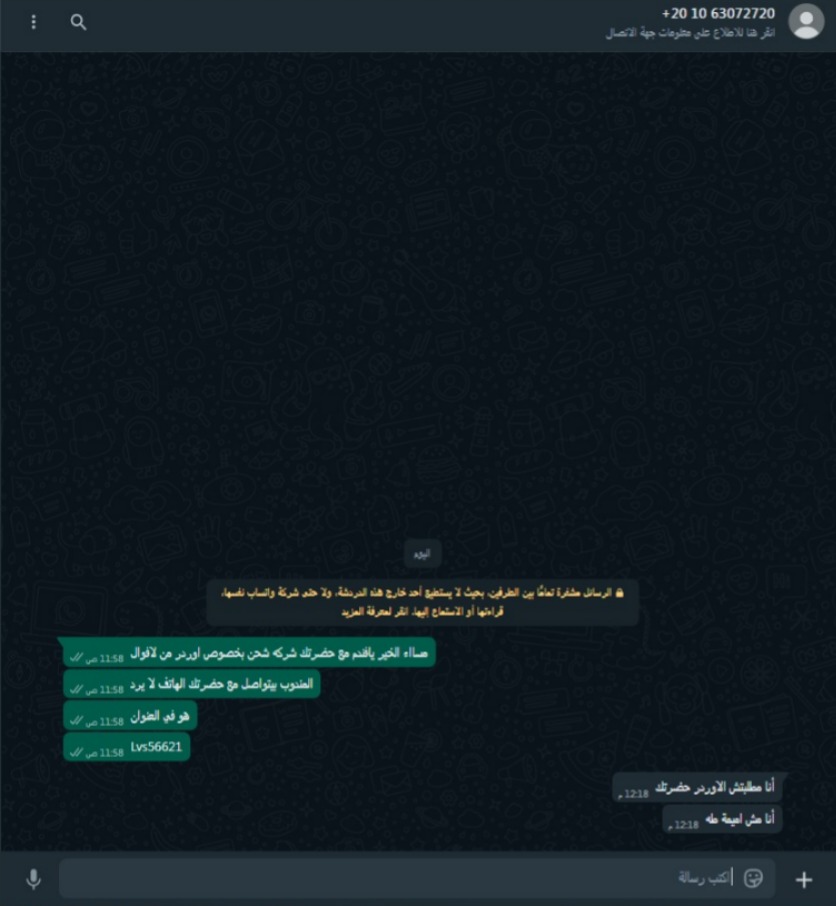 +20 10 63072720
انقر هنا للاطلاع على معلومات جهة الاتصال
اليوم
الرسائل مشفرة تمامًا بين الطرفين، بحيث لا يستطيع أحد خارج هذه الدردشة، ولا حتى شركة واتساب نفسها،
قراءتها أو الاستماع إليها. انقر لمعرفة المزيد
مسااء الخير يافندم مع حضرتك شركه شحن بخصوص اوردر من لافوال 11:58 ص
المندوب بيتواصل مع حضرتك الهاتف لا يرد 11:58 ص
هو في العنوان 11:58 ص
Lvs56621 11:58 ص
أنا مطلبتش الاوردر حضرتك 12:18 م
أنا مش اميمة طه 12:18 م
اكتب رسالة